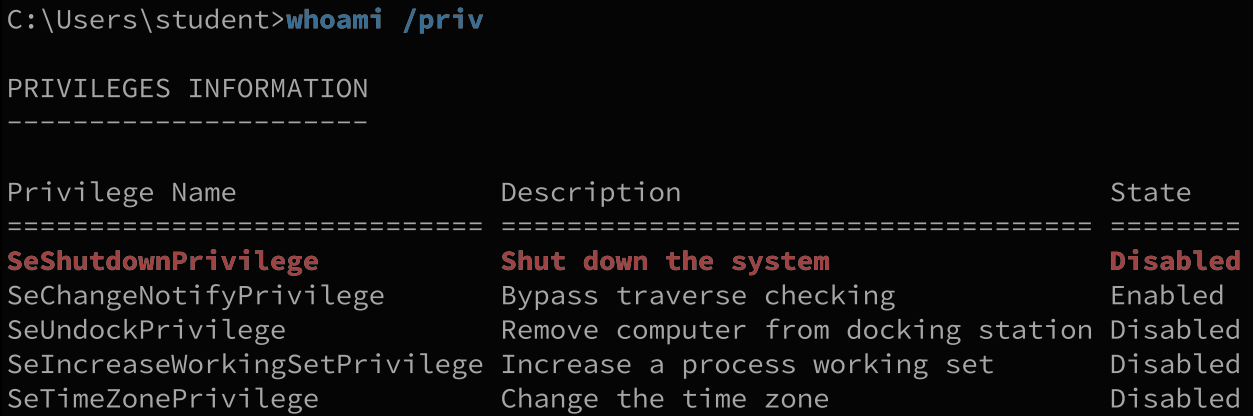 C:\Users\student>whoami /priv
PRIVILEGES INFORMATION
----------------------
Privilege Name                Description                          State
============================= ==================================== ========
SeShutdownPrivilege           Shut down the system                 Disabled
SeChangeNotifyPrivilege       Bypass traverse checking             Enabled
SeUndockPrivilege             Remove computer from docking station Disabled
SeIncreaseWorkingSetPrivilege Increase a process working set       Disabled
SeTimeZonePrivilege           Change the time zone                 Disabled